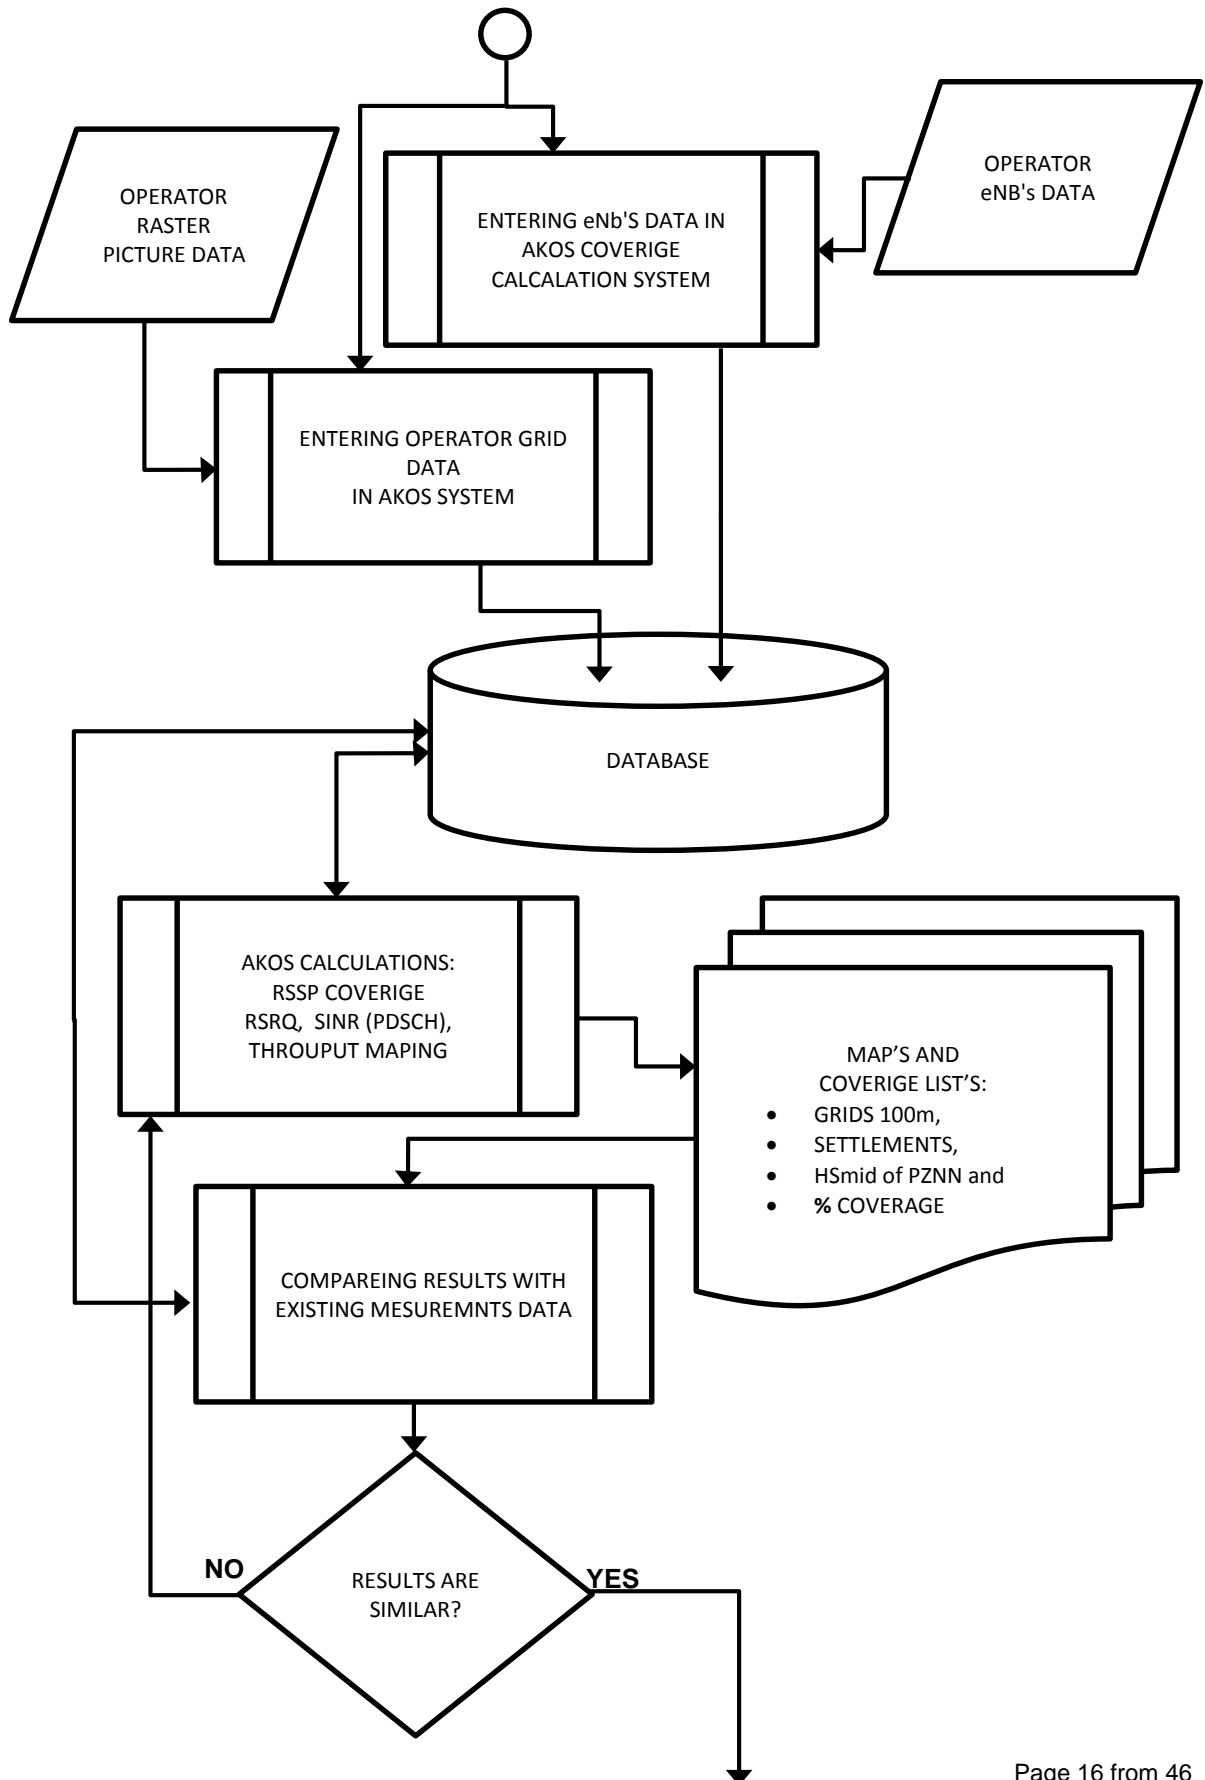 OPERATOR
RASTER
PICTURE DATA
ENTERING eNb'S DATA IN
AKOS COVERIGE
CALCALATION SYSTEM
OPERATOR
eNB's DATA
ENTERING OPERATOR GRID
DATA
IN AKOS SYSTEM
DATABASE
AKOS CALCULATIONS:
RSSP COVERIGE
RSRQ, SINR (PDSCH),
THROUPUT MAPING
MAP’S AND
COVERIGE LIST’S:
• GRIDS 100m,
• SETTLEMENTS,
• HSmid of PZNN and
• % COVERAGE
COMPAREING RESULTS WITH
EXISTING MESUREMNTS DATA
NO
RESULTS ARE
SIMILAR?
YES
Page 16 from 46